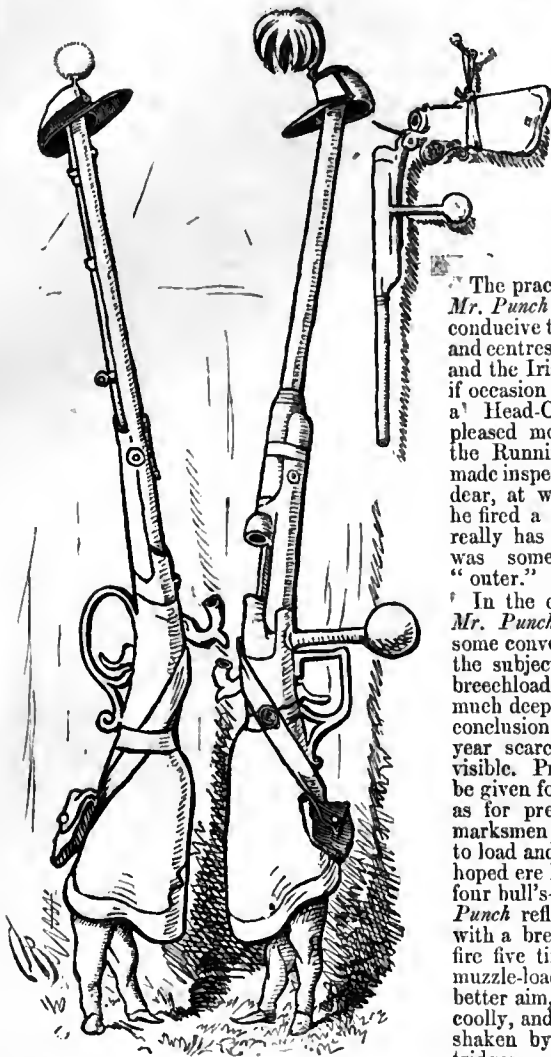 " The prac
Mr. Punch
conducive t
and centres
and the Iri
if occasion
a' Head-C
pleased mo
the Runni
made inspe
dear, at w
he fired a
really has
was some
" outer."
In the c
Mr. Punch
some conve
the subjec
breechload
much deep
conclusion
year scarc
visible. Pr
be given fo
as for pre
marksmen
to load and
hoped ere
four bull's-
Punch refl
with a bre
fire five ti
muzzle-loa
better aim,
coolly, and
shaken by